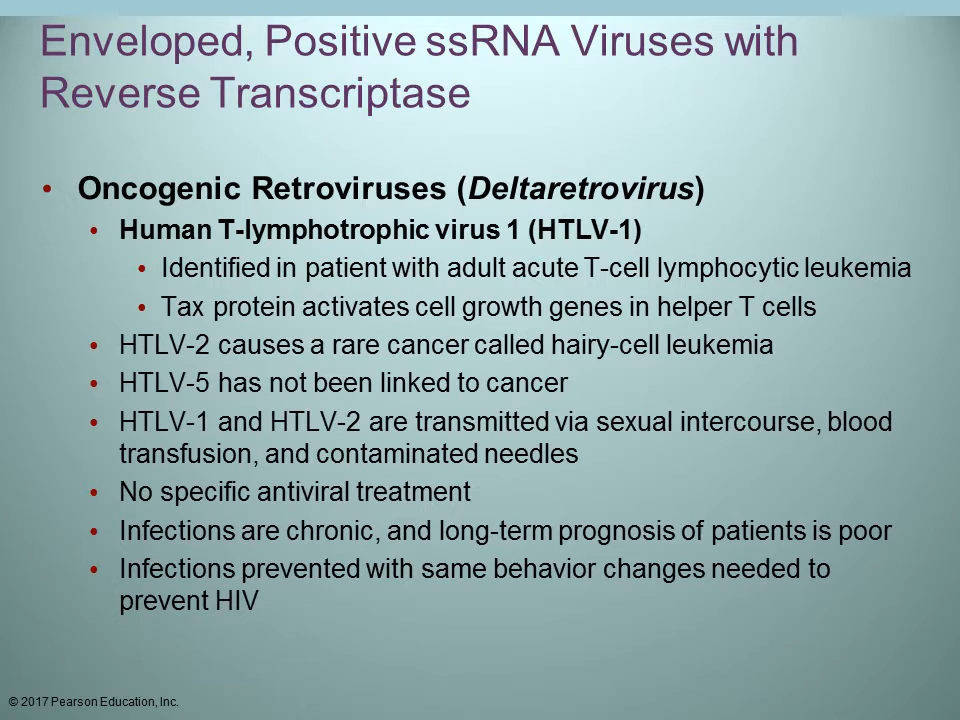 Enveloped, Positive ssRNA Viruses with
Reverse Transcriptase
• Oncogenic Retroviruses (Deltaretrovirus)
• Human T-lymphotrophic virus 1 (HTLV-1)
• Identified in patient with adult acute T-cell lymphocytic leukemia
• Tax protein activates cell growth genes in helper T cells
• HTLV-2 causes a rare cancer called hairy-cell leukemia
• HTLV-5 has not been linked to cancer
• HTLV-1 and HTLV-2 are transmitted via sexual intercourse, blood
transfusion, and contaminated needles
• No specific antiviral treatment
• Infections are chronic, and long-term prognosis of patients is poor
• Infections prevented with same behavior changes needed to
prevent HIV
© 2017 Pearson Education, Inc.